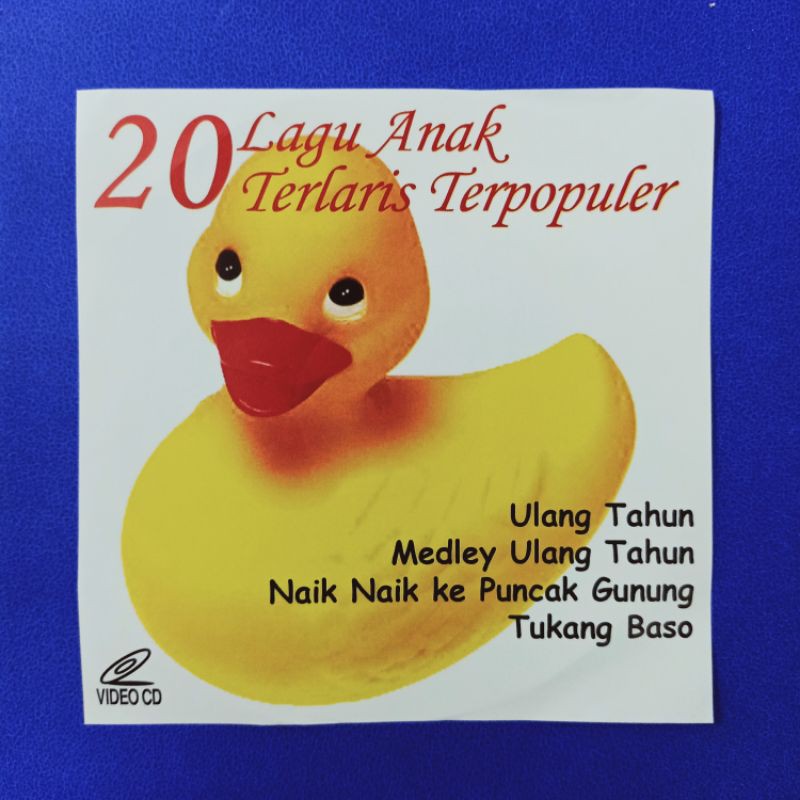 20 Lagu Anak
Terlaris Terpopuler
Ulang Tahun
Medley Ulang Tahun
Naik Naik ke Puncak Gunung
Tukang Baso
VIDEO CD